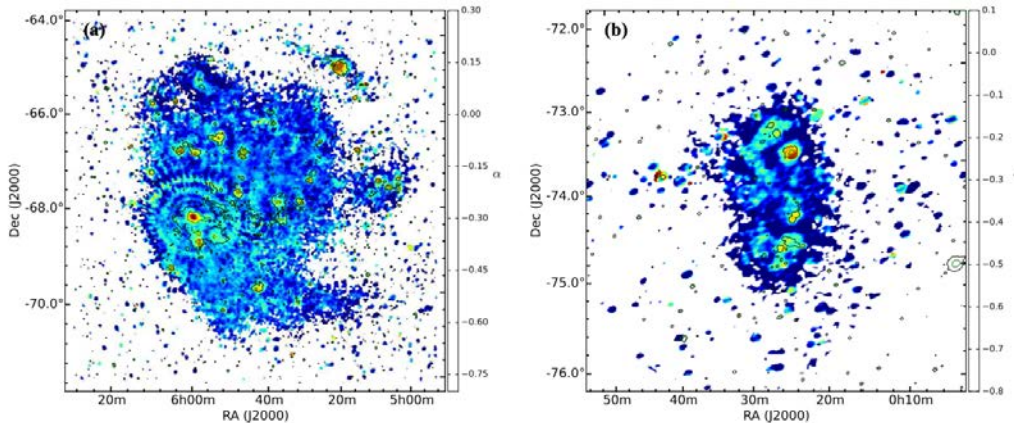 (a)
Dec (J2000)
-64.0°
-66.0°
-68.0°
-70.0°
20m
6h00m
40m
20m
5h00m
RA (J2000)
0.30
0.15
0.00
-0.15
-0.30
-0.45
-0.60
-0.75
α
(b)
Dec (J2000)
-72.0°
-73.0°
-74.0°
-75.0°
-76.0°
50m
40m
30m
20m
0h10m
RA (J2000)
0.1
0.0
-0.1
-0.2
-0.3
-0.4
-0.5
-0.6
-0.7
-0.8